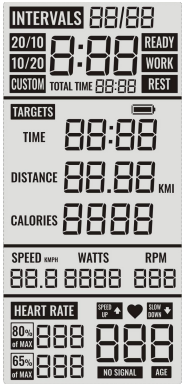 INTERVALS 88/88
20/10 8:88 READY
10/20 WORK
CUSTOM TOTAL TIME 88:88 REST
TARGETS
TIME 88:88
DISTANCE 88.88 KMI
CALORIES 8888
SPEED KMPH WATTS RPM
88.8 8888 888
HEART RATE SPEED UP SLOW DOWN
80% of MAX 888 888
65% of MAX 888 NO SIGNAL AGE